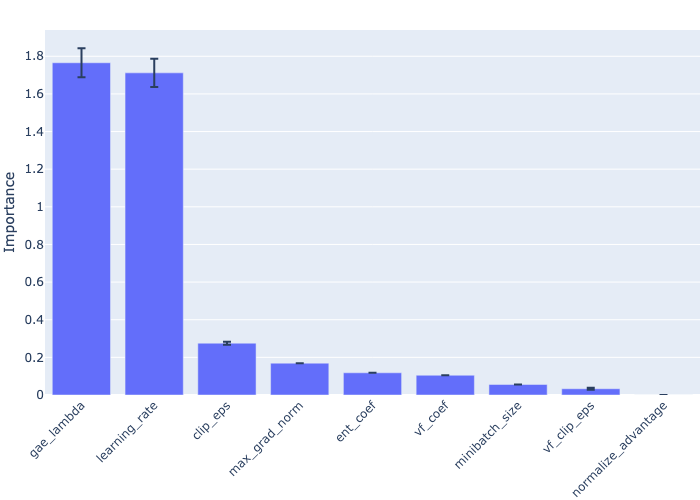 1.8
1.6
1.4
1.2
1
0.8
0.6
0.4
0.2
0
Importance
gae_lambda
learning_rate
clip_eps
max_grad_norm
ent_coef
vf_coef
minibatch_size
vf_clip_eps
normalize_advantage